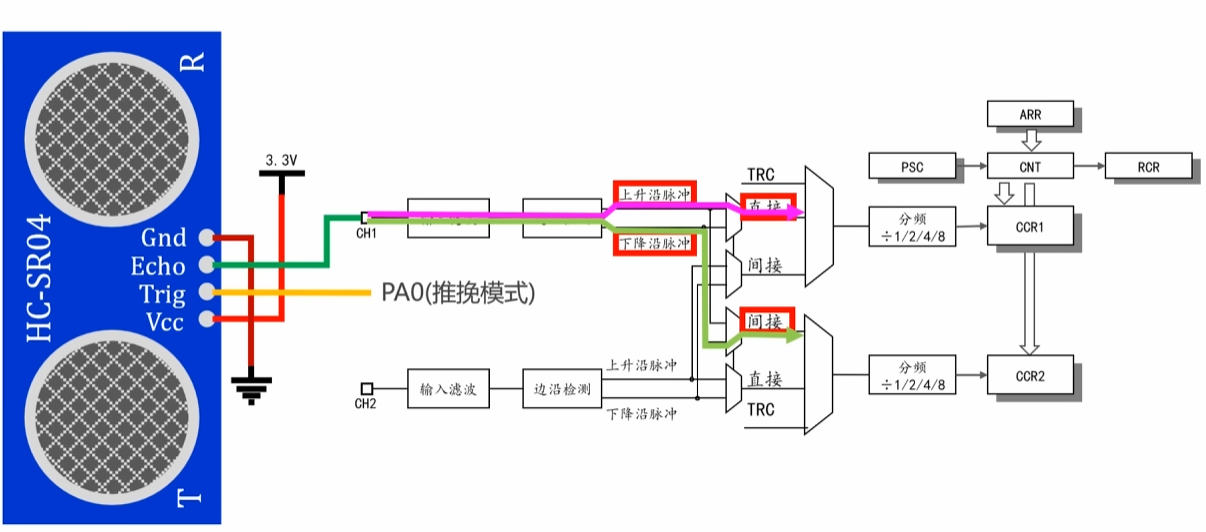 HC-SR04
R
T
Gnd
Echo
Trig
Vcc
3.3V
PA0(推挽模式)
CH1
上升沿脉冲
下降沿脉冲
TRC
直接
间接
分频
÷1/2/4/8
CCR1
ARR
PSC
CNT
RCR
间接
直接
TRC
CH2
输入滤波
边沿检测
上升沿脉冲
下降沿脉冲
分频
÷1/2/4/8
CCR2